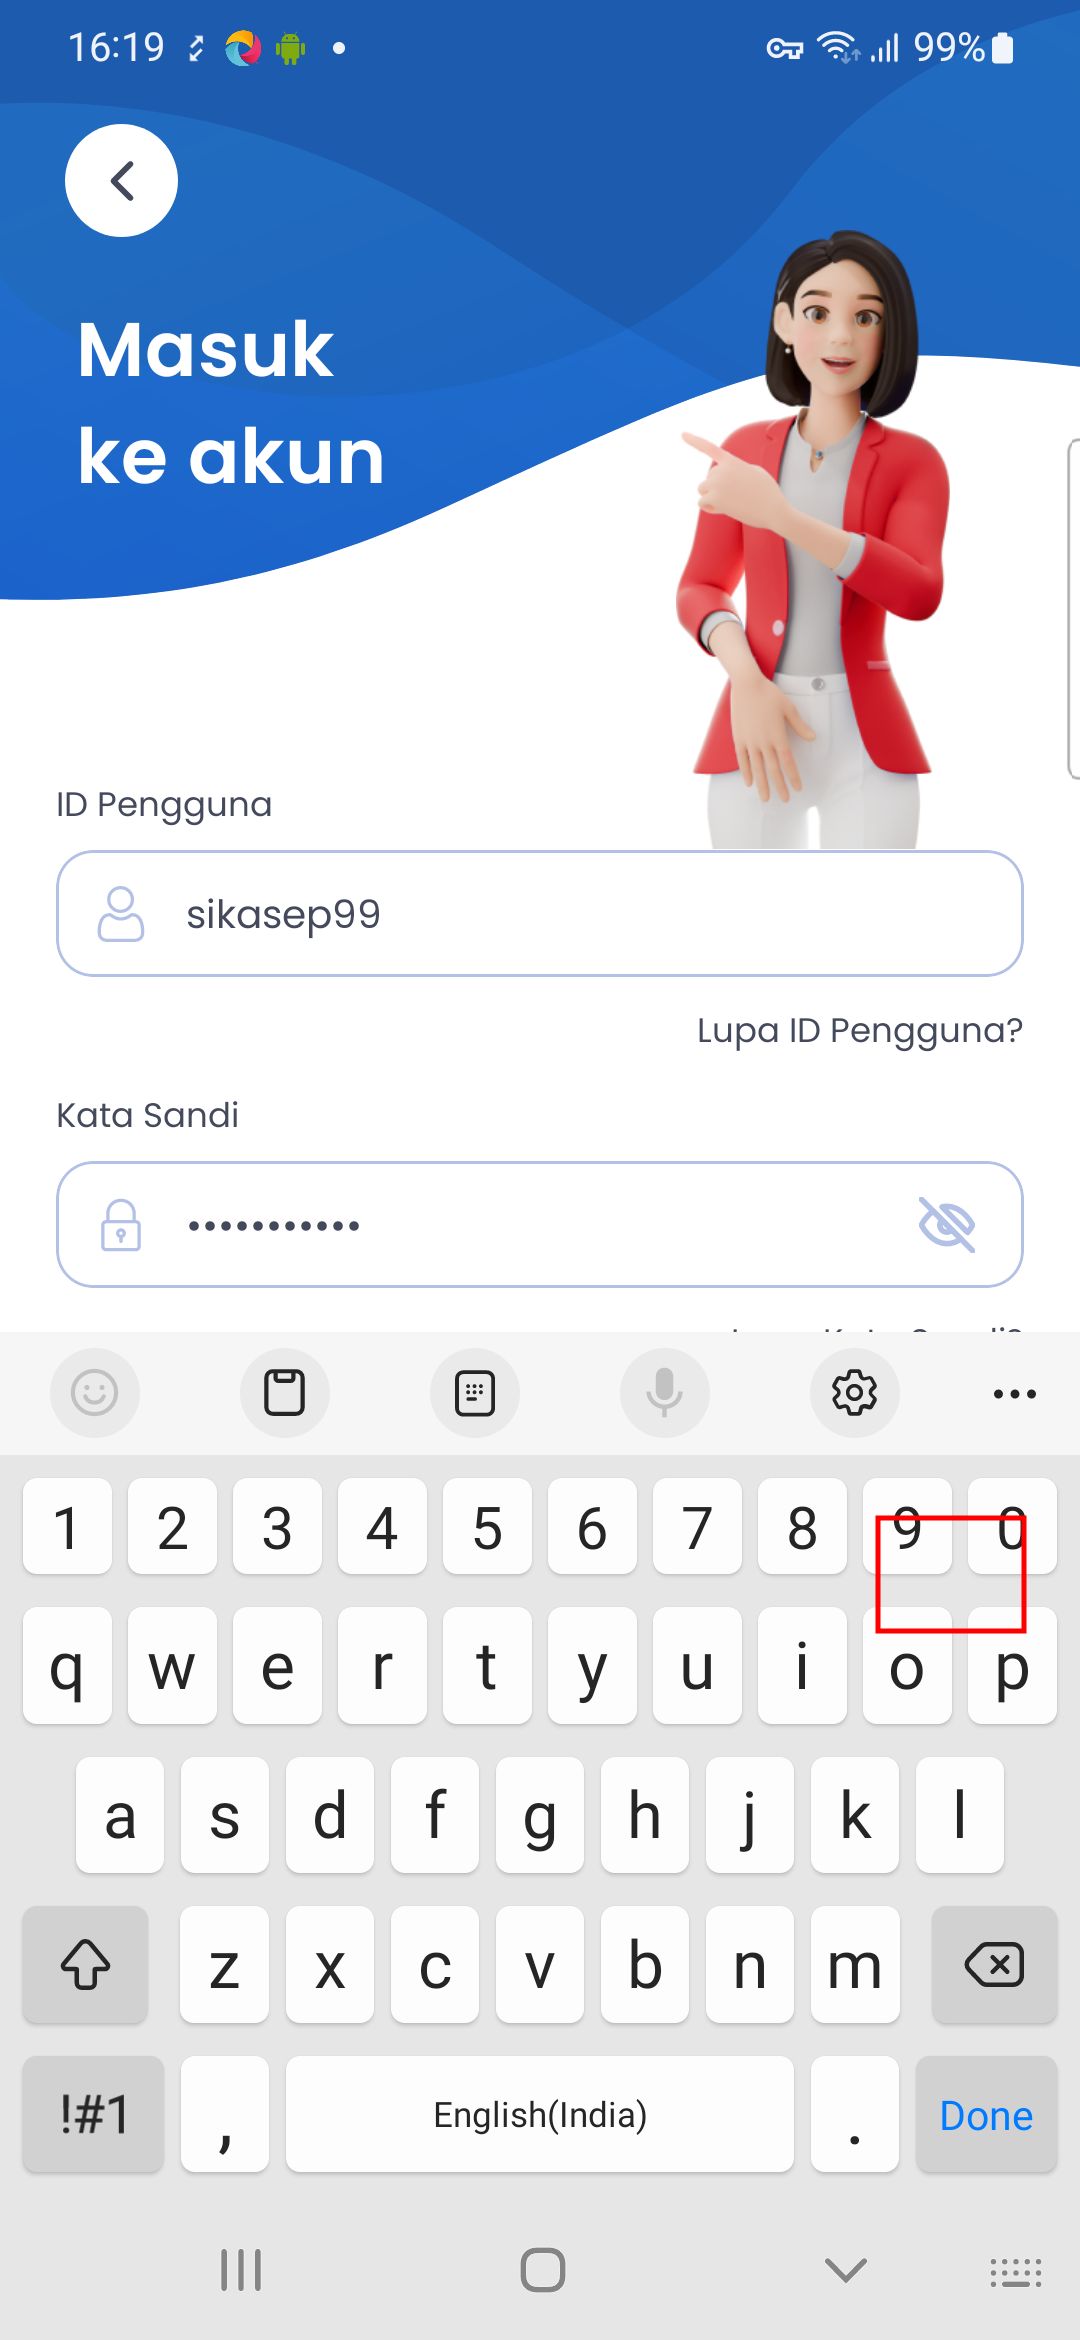 16:19 99%
Masuk
ke akun
ID Pengguna
sikasep99
Lupa ID Pengguna?
Kata Sandi
•••••••••••
1 2 3 4 5 6 7 8 9 0
q w e r t y u i o p
a s d f g h j k l
z x c v b n m
!#1 , English(India) . Done